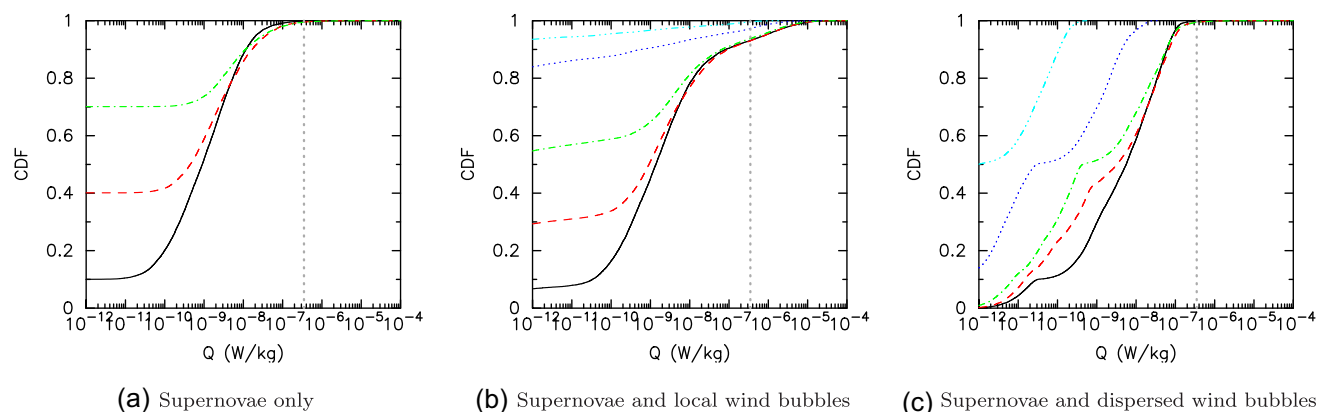 1
0.8
0.6
0.4
0.2
0
CDF
10⁻¹² 10⁻¹¹ 10⁻¹⁰ 10⁻⁹ 10⁻⁸ 10⁻⁷ 10⁻⁶ 10⁻⁵ 10⁻⁴
Q (W/kg)
(a) Supernovae only
1
0.8
0.6
0.4
0.2
0
CDF
10⁻¹² 10⁻¹¹ 10⁻¹⁰ 10⁻⁹ 10⁻⁸ 10⁻⁷ 10⁻⁶ 10⁻⁵ 10⁻⁴
Q (W/kg)
(b) Supernovae and local wind bubbles
1
0.8
0.6
0.4
0.2
0
CDF
10⁻¹² 10⁻¹¹ 10⁻¹⁰ 10⁻⁹ 10⁻⁸ 10⁻⁷ 10⁻⁶ 10⁻⁵ 10⁻⁴
Q (W/kg)
(c) Supernovae and dispersed wind bubbles